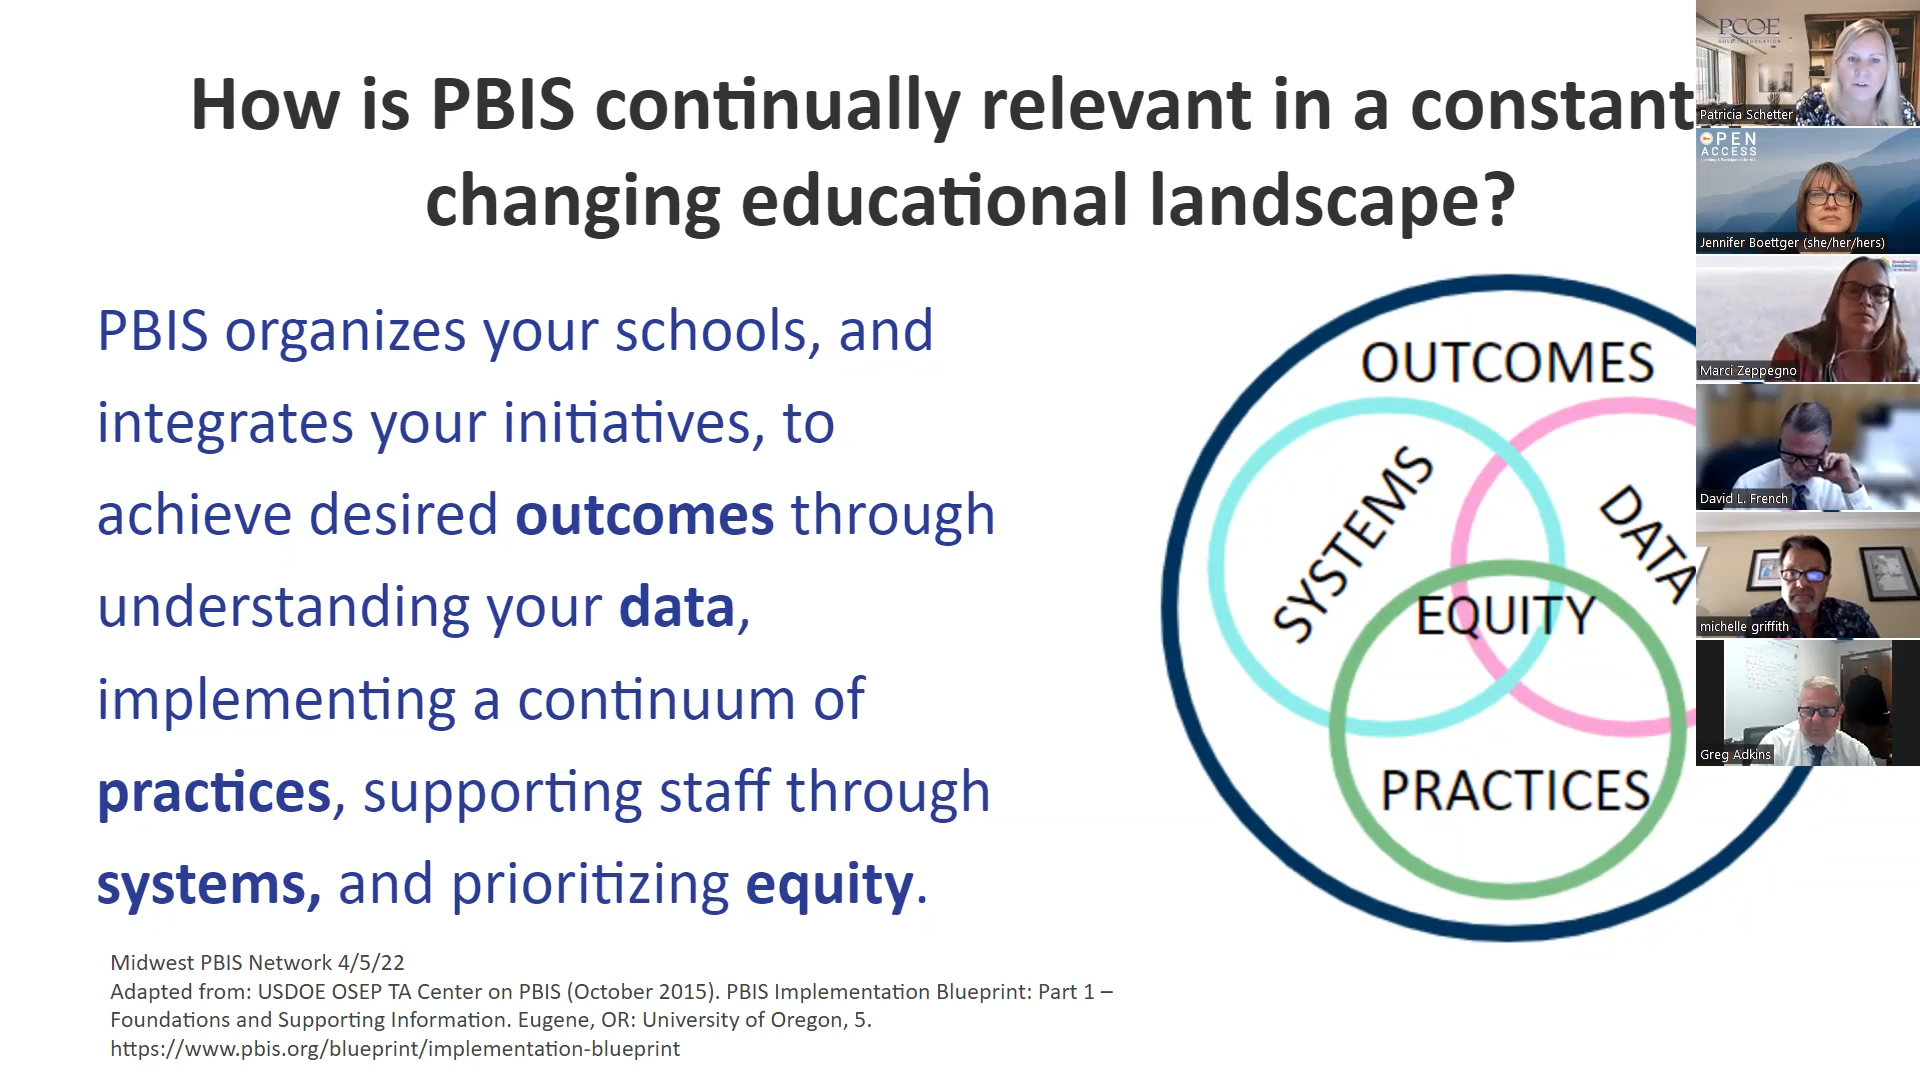 How is PBIS continually relevant in a constant
changing educational landscape?
PBIS organizes your schools, and
integrates your initiatives, to
achieve desired outcomes through
understanding your data,
implementing a continuum of
practices, supporting staff through
systems, and prioritizing equity.
OUTCOMES
SYSTEMS
DATA
EQUITY
PRACTICES
Midwest PBIS Network 4/5/22
Adapted from: USDOE OSEP TA Center on PBIS (October 2015). PBIS Implementation Blueprint: Part 1 –
Foundations and Supporting Information. Eugene, OR: University of Oregon, 5.
https://www.pbis.org/blueprint/implementation-blueprint
PCOE
Patricia Schetter
OPEN
ACCESS
Jennifer Boettger (she/her/hers)
Marci Zeppegno
David L. French
michelle griffith
Greg Adkins